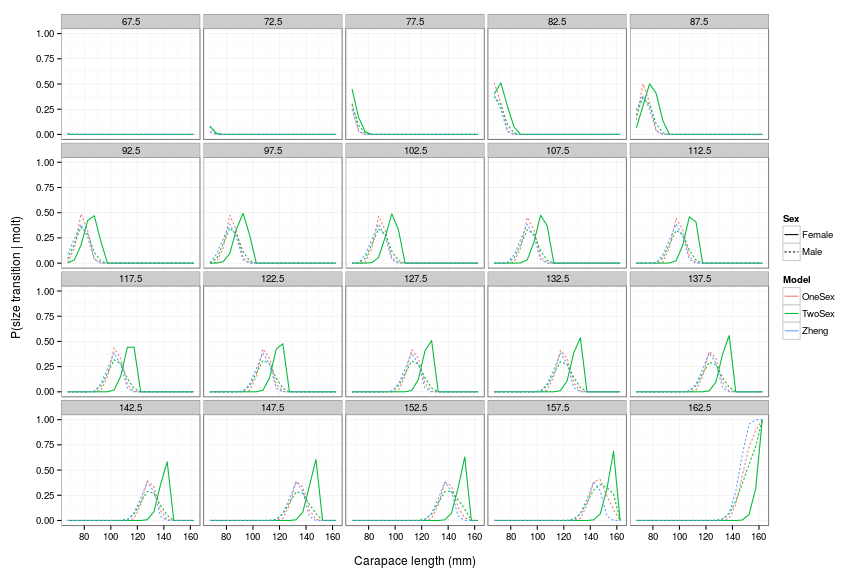 67.5 72.5 77.5 82.5 87.5
1.00
0.75
0.50
0.25
0.00
92.5 97.5 102.5 107.5 112.5
1.00
0.75
0.50
0.25
0.00
117.5 122.5 127.5 132.5 137.5
1.00
0.75
0.50
0.25
0.00
142.5 147.5 152.5 157.5 162.5
1.00
0.75
0.50
0.25
0.00
80 100 120 140 160 80 100 120 140 160 80 100 120 140 160 80 100 120 140 160 80 100 120 140 160
Carapace length (mm)
P(size transition | molt)
Sex
Female
Male
Model
OneSex
TwoSex
Zheng